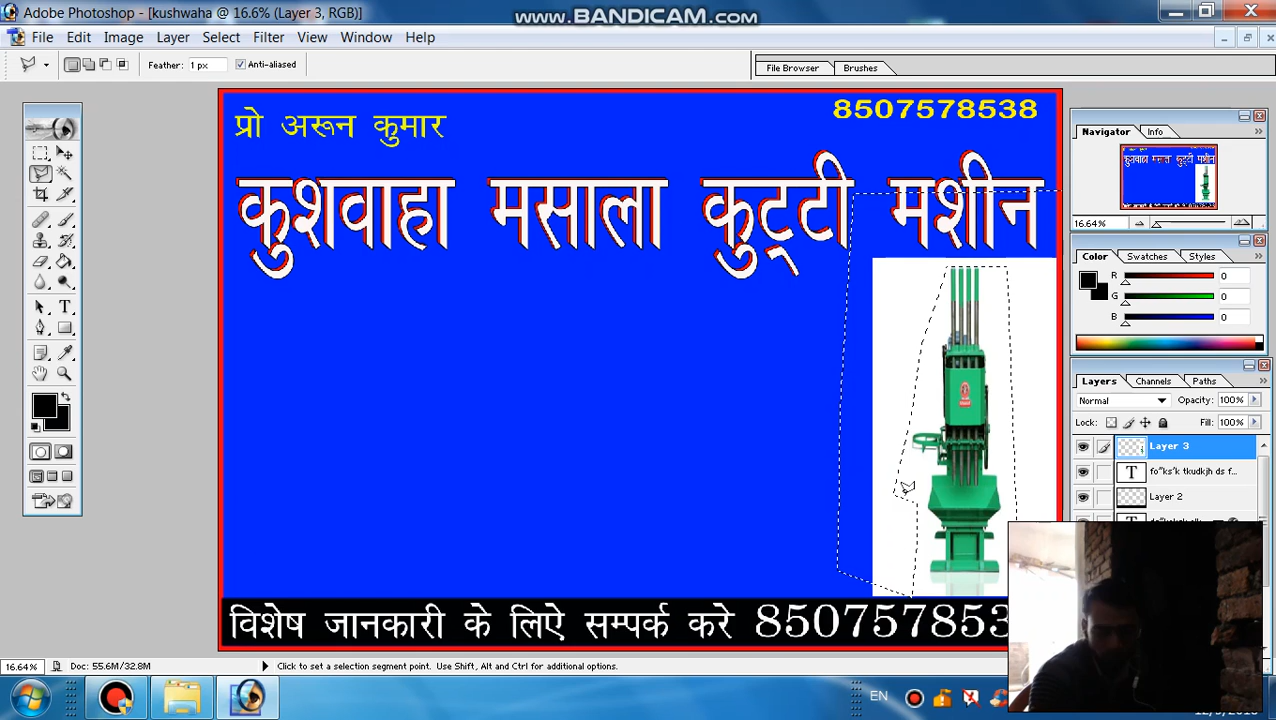 Adobe Photoshop - [kushwaha @ 16.6% (Layer 3, RGB)]
www.BANDICAM.com
File Edit Image Layer Select Filter View Window Help
Feather: 1 px Anti-aliased
File Browser Brushes
प्रो अरून कुमार
8507578538
कुशवाहा मसाला कुट्टी मशीन
Navigator Info
16.64%
Color Swatches Styles
R 0
G 0
B 0
Layers Channels Paths
Normal Opacity: 100%
Lock: Fill: 100%
Layer 3
T fo"ks"k tkudkjh ds f...
Layer 2
विशेष जानकारी के लिऐ सम्पर्क करे 850757853
16.64% Doc: 55.6M/32.8M Click to set a selection segment point. Use Shift, Alt and Ctrl for additional options.
EN